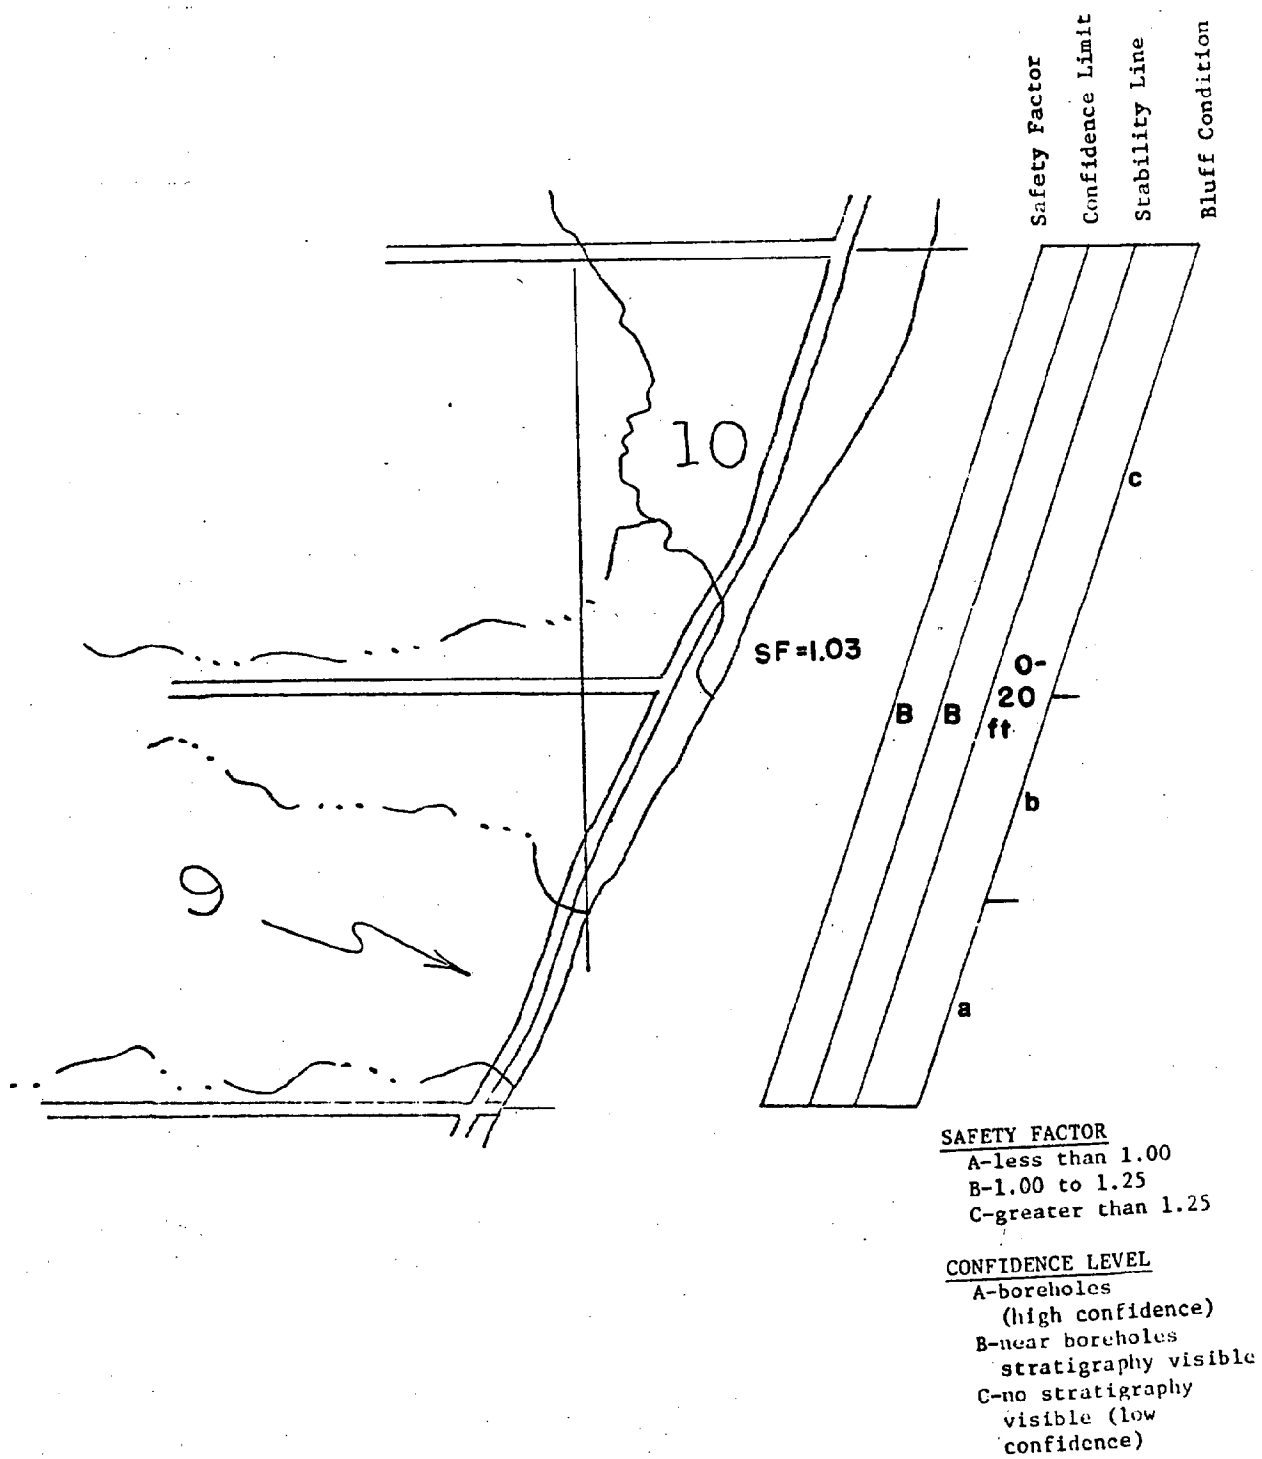 Safety Factor
Confidence Limit
Stability Line
Bluff Condition
10
c
SF=1.03
0-
20
ft
B
B
b
9
a
SAFETY FACTOR
A-less than 1.00
B-1.00 to 1.25
C-greater than 1.25
CONFIDENCE LEVEL
A-boreholes
(high confidence)
B-near boreholes
stratigraphy visible
C-no stratigraphy
visible (low
confidence)